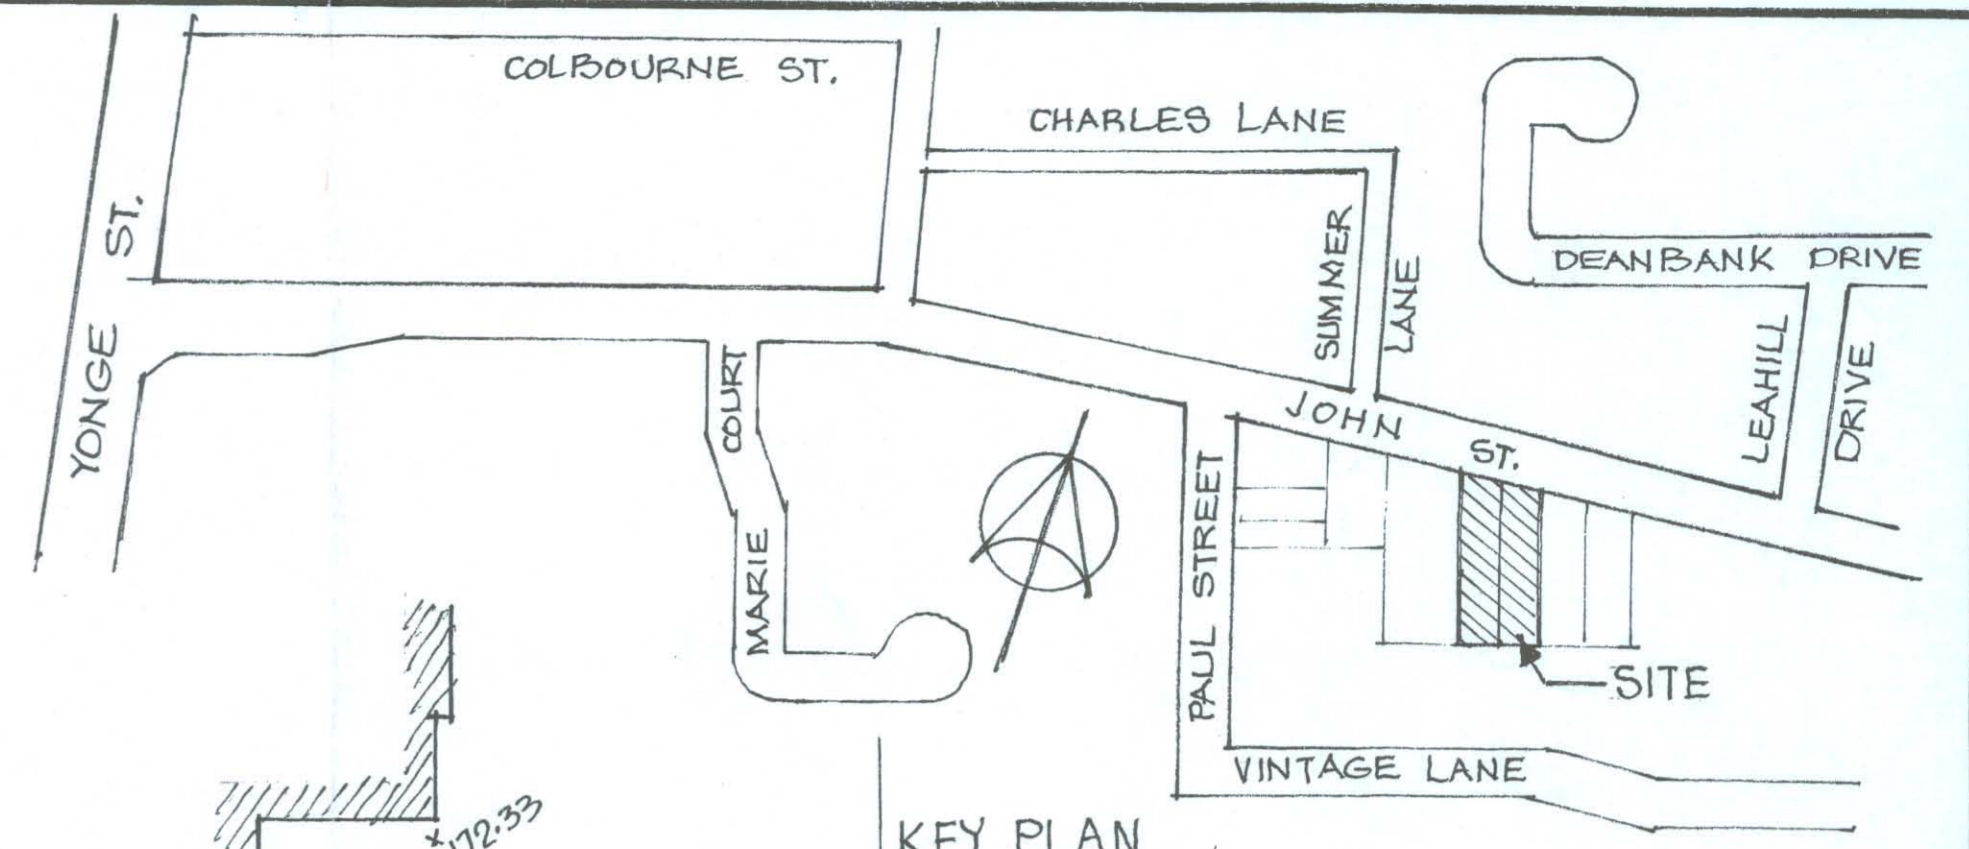 COLBOURNE ST.
CHARLES LANE
YONGE ST.
SUMMER LANE
DEANBANK DRIVE
LEAHILL DRIVE
MARIE COURT
JOHN ST.
PAUL STREET
SITE
VINTAGE LANE
x172.33
KEY PLAN